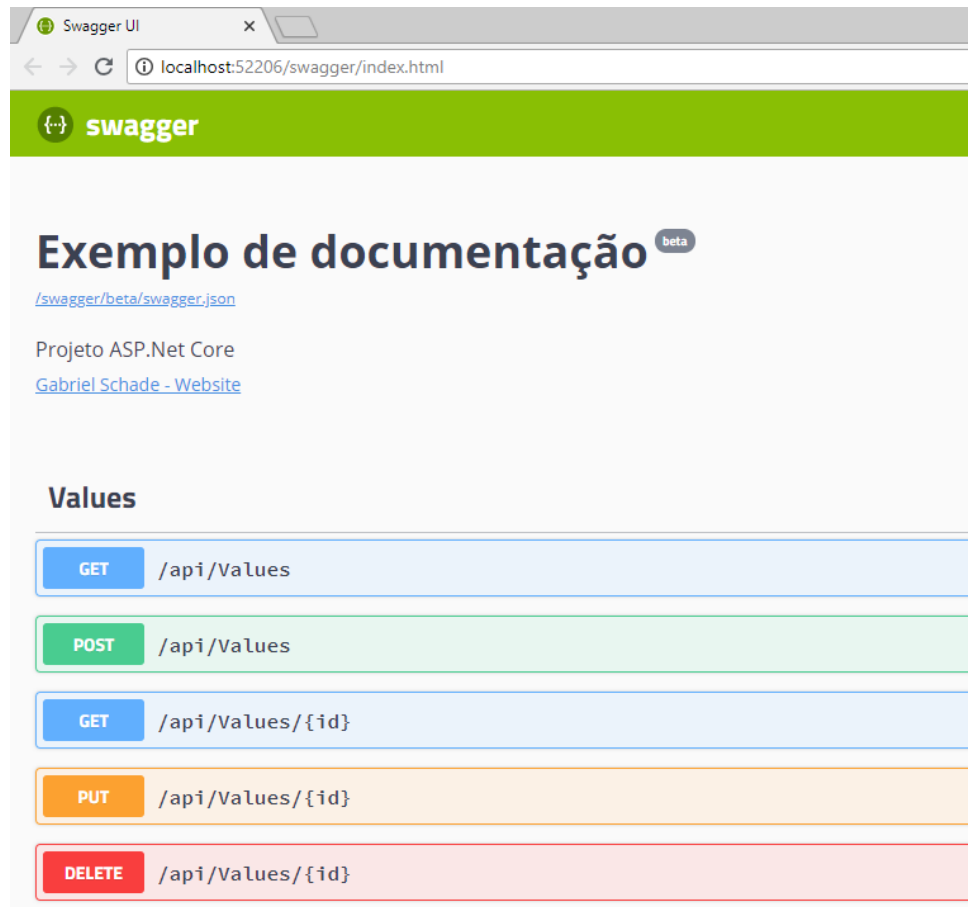 Swagger UI
localhost:52206/swagger/index.html
swagger
Exemplo de documentação beta
/swagger/beta/swagger.json
Projeto ASP.Net Core
Gabriel Schade - Website
Values
GET /api/Values
POST /api/Values
GET /api/Values/{id}
PUT /api/Values/{id}
DELETE /api/Values/{id}